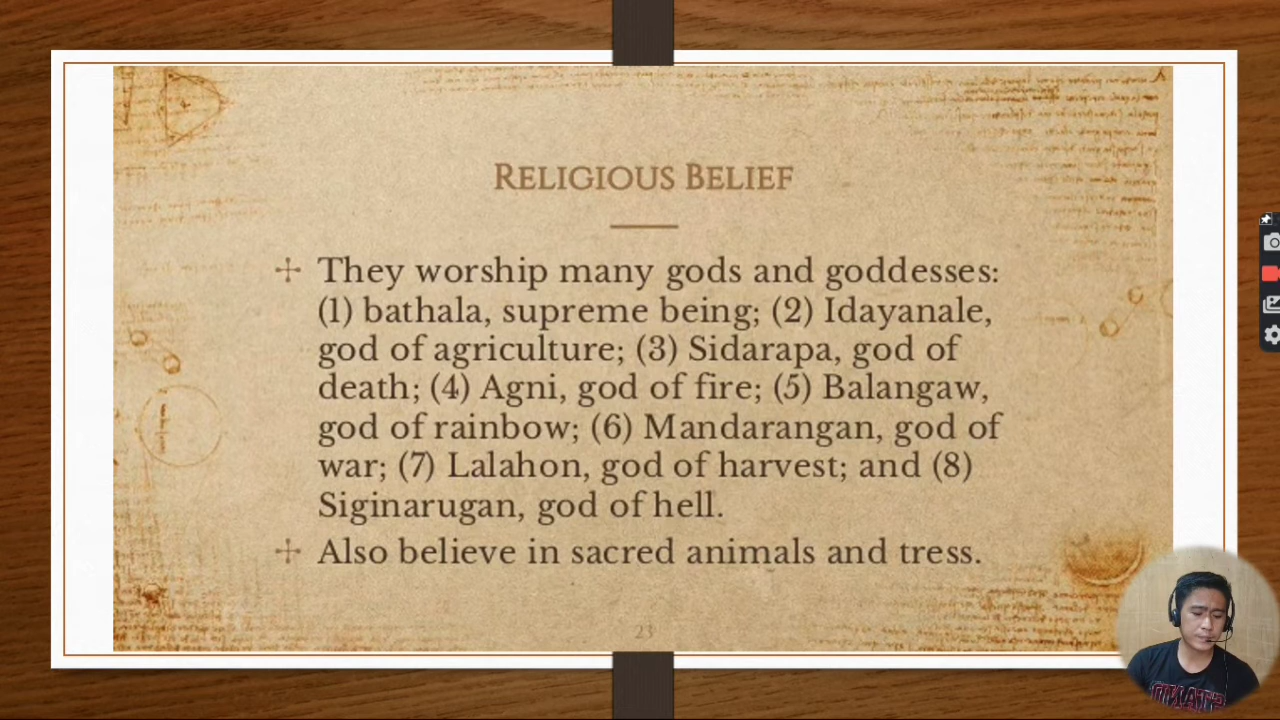 Religious Belief
They worship many gods and goddesses:
(1) bathala, supreme being; (2) Idayanale,
god of agriculture; (3) Sidarapa, god of
death; (4) Agni, god of fire; (5) Balangaw,
god of rainbow; (6) Mandarangan, god of
war; (7) Lalahon, god of harvest; and (8)
Siginarugan, god of hell.
Also believe in sacred animals and tress.
23